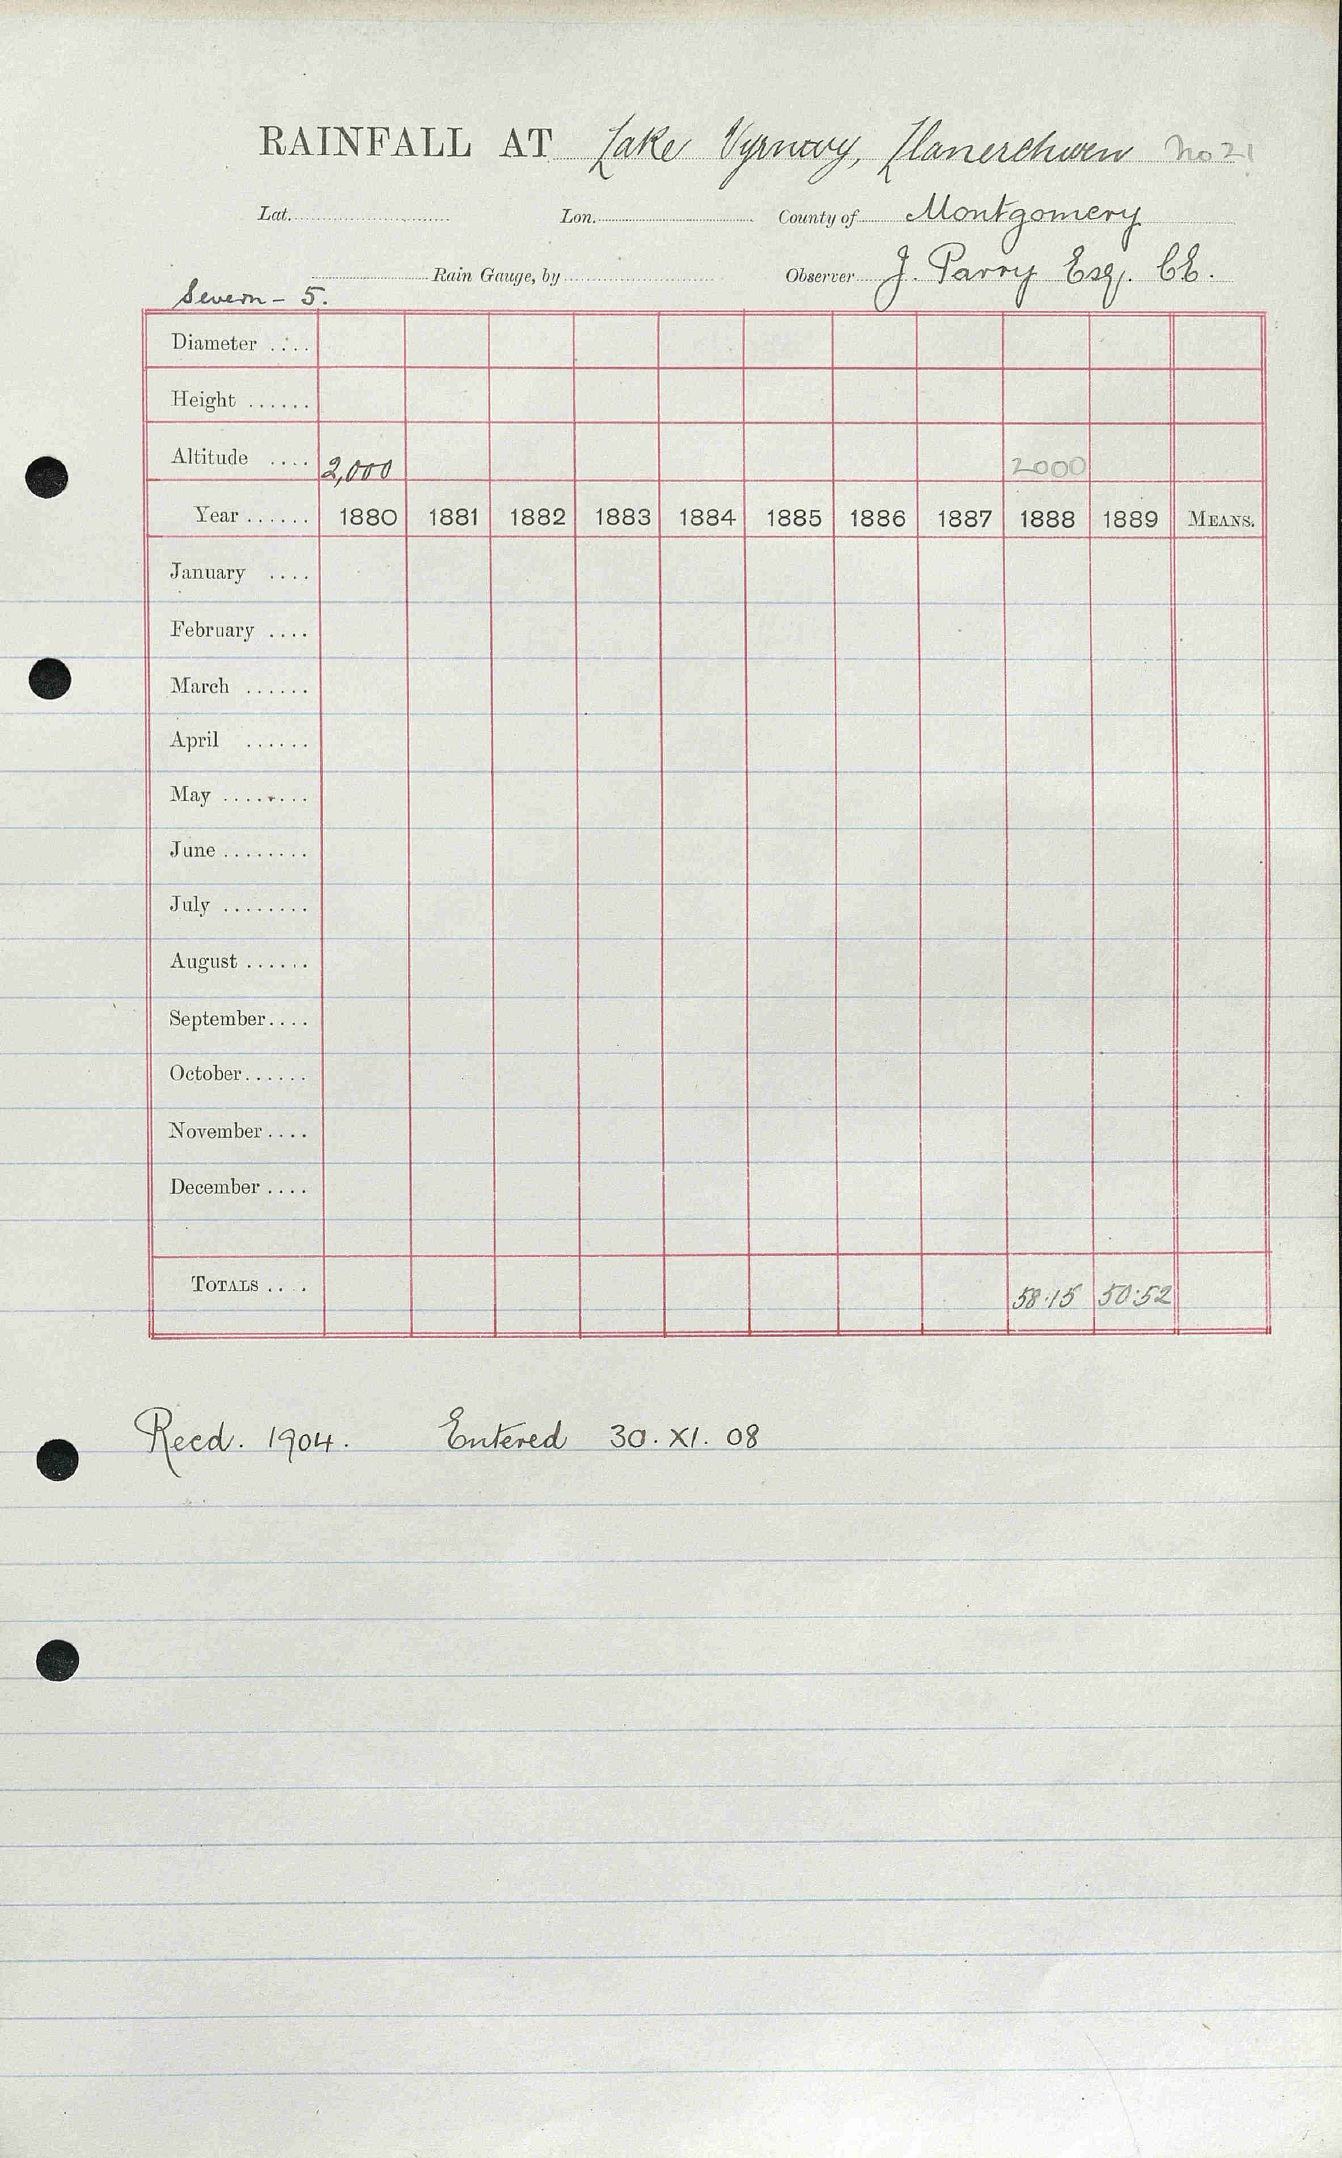 RAINFALL AT Lake Vyrnwy, Llanerchwen No 21
Lat. Lon. County of Montgomery
Rain Gauge, by Observer J. Parry Esq. CE.
Severn - 5.
Diameter ....
Height ......
Altitude .... 2,000 2000
Year ...... 1880 1881 1882 1883 1884 1885 1886 1887 1888 1889 MEANS.
January ....
February ....
March ......
April ......
May ........
June ........
July ........
August ......
September....
October......
November....
December ....
TOTALS .... 58.15 50.52
Recd. 1904. Entered 30. XI. 08